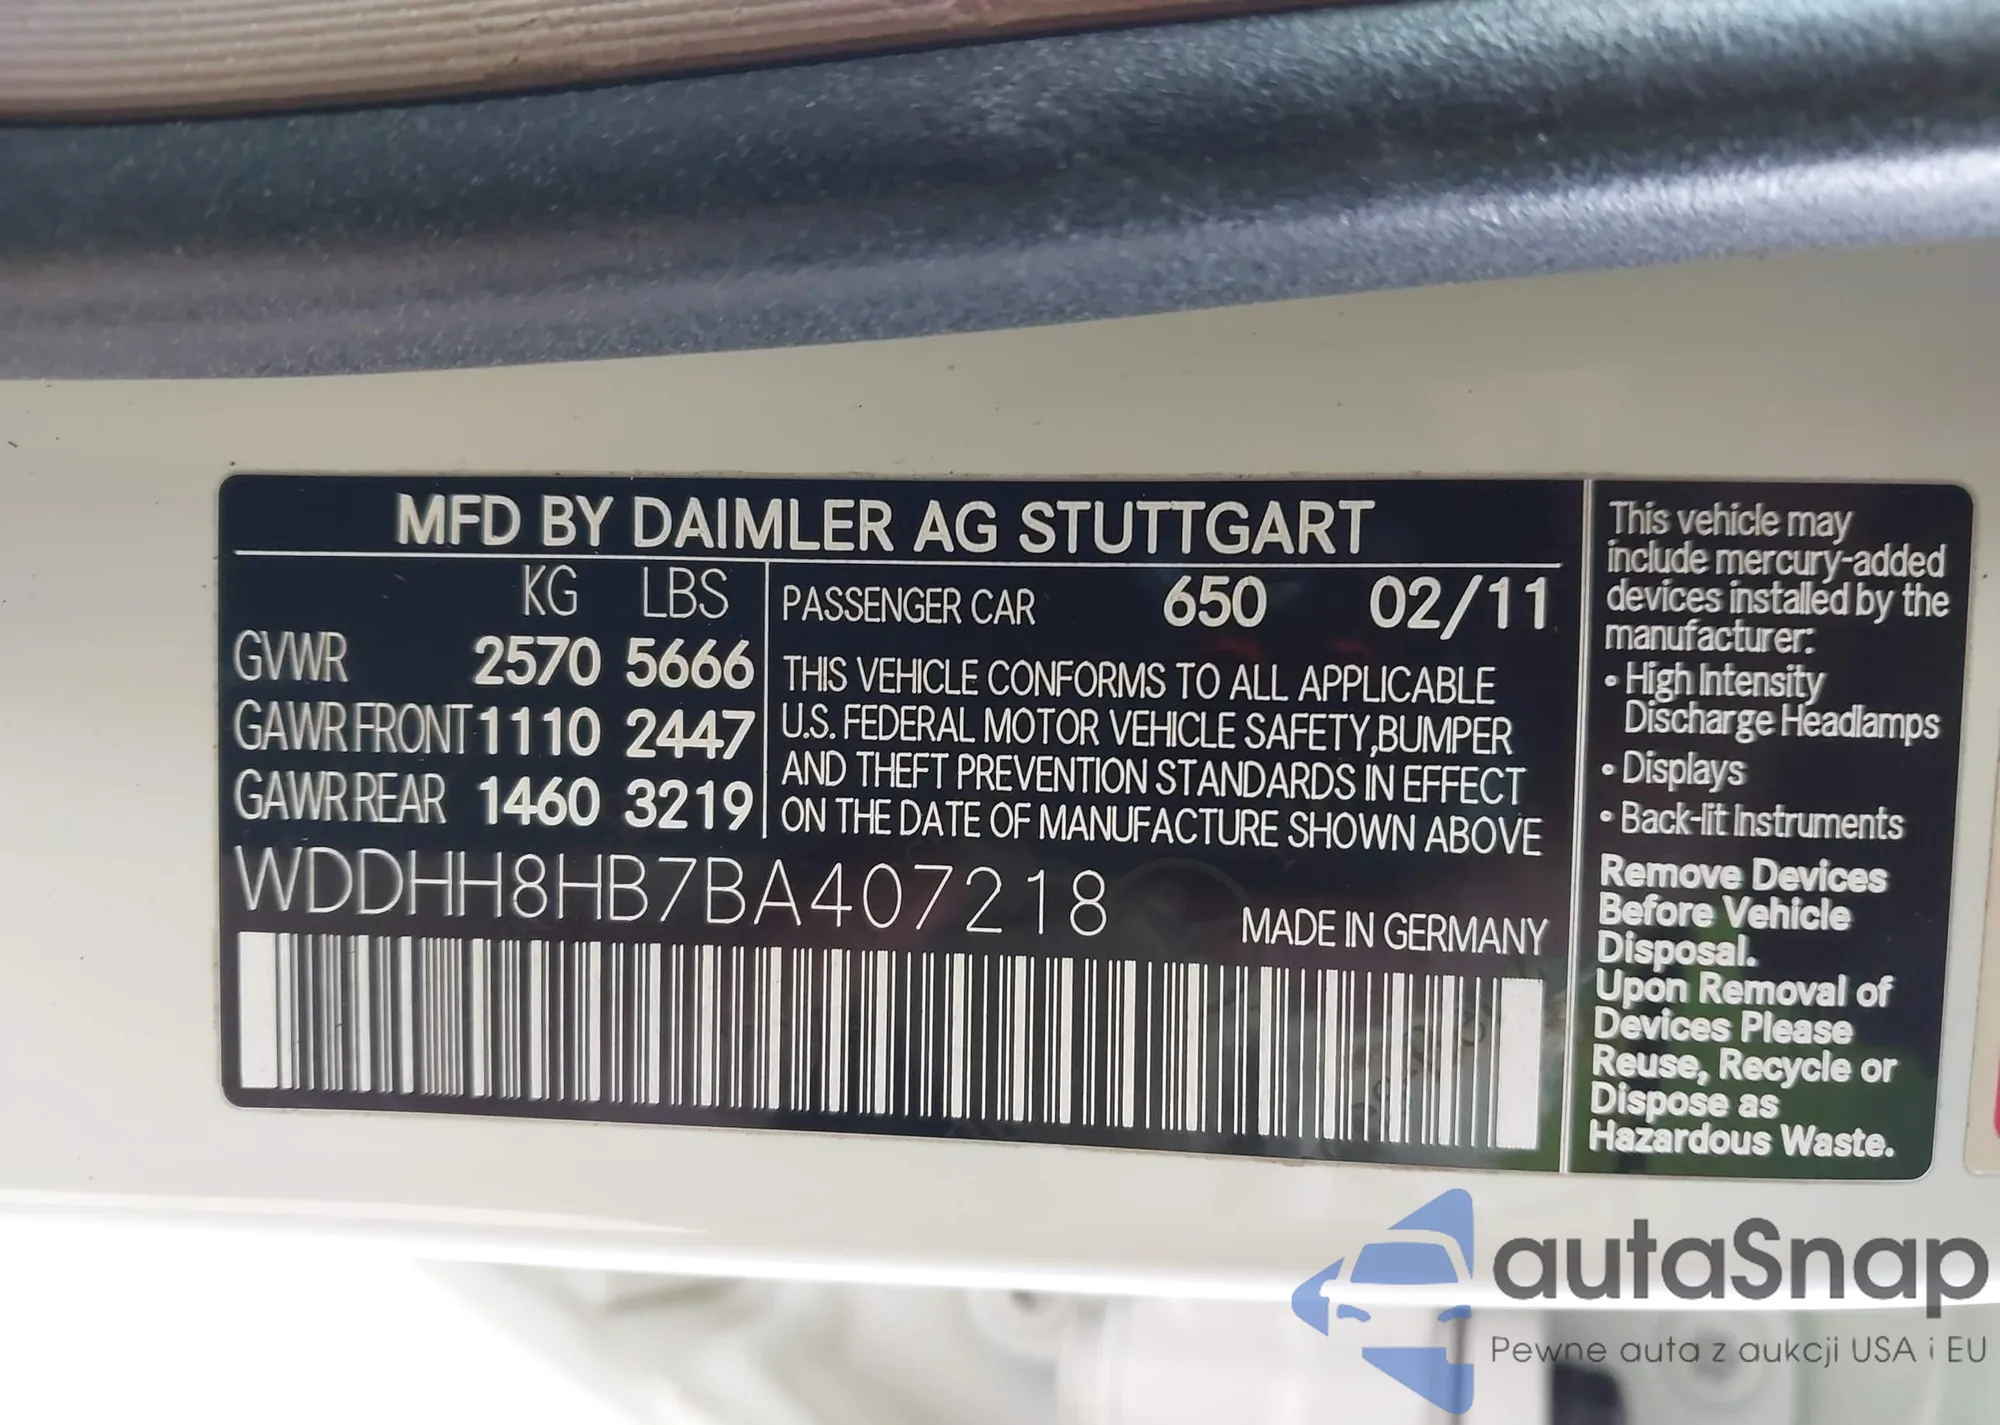 MFD BY DAIMLER AG STUTTGART
KG LBS
GVWR 2570 5666
GAWR FRONT 1110 2447
GAWR REAR 1460 3219
PASSENGER CAR 650 02/11
THIS VEHICLE CONFORMS TO ALL APPLICABLE
U.S. FEDERAL MOTOR VEHICLE SAFETY,BUMPER
AND THEFT PREVENTION STANDARDS IN EFFECT
ON THE DATE OF MANUFACTURE SHOWN ABOVE
WDDHH8HB7BA407218
MADE IN GERMANY
This vehicle may
include mercury-added
devices installed by the
manufacturer:
• High Intensity
Discharge Headlamps
• Displays
• Back-lit Instruments
Remove Devices
Before Vehicle
Disposal.
Upon Removal of
Devices Please
Reuse, Recycle or
Dispose as
Hazardous Waste.
autaSnap
Pewne auta z aukcji USA i EU